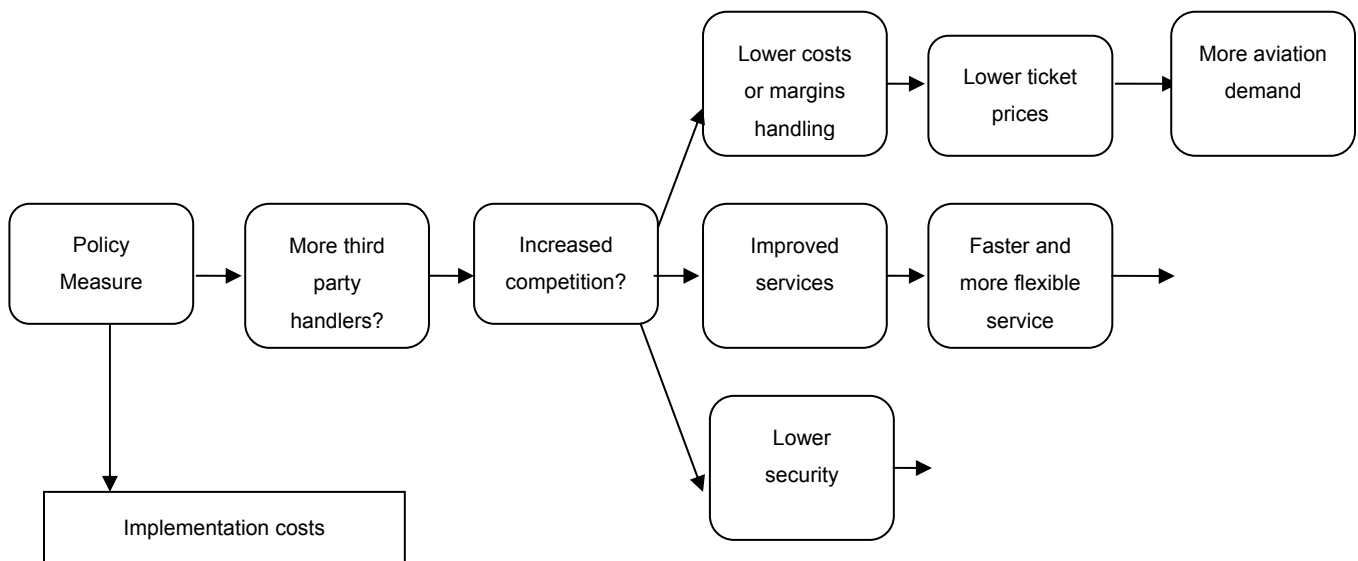 Lower costs
or margins
handling
Lower ticket
prices
More aviation
demand
Policy
Measure
More third
party
handlers?
Increased
competition?
Improved
services
Faster and
more flexible
service
Lower
security
Implementation costs